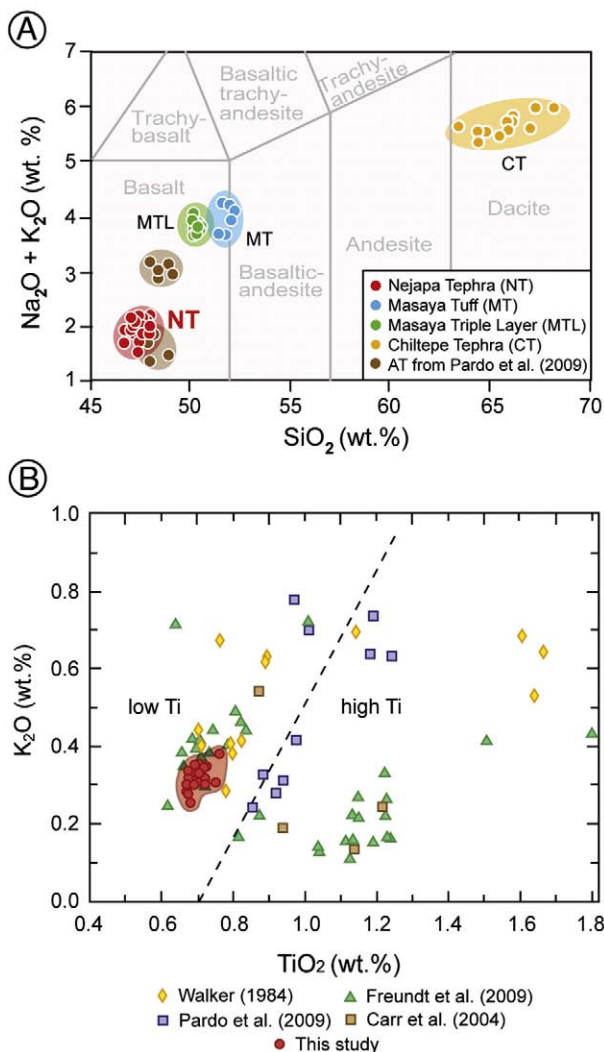 A
7
6
5
4
3
2
1
Na2O + K2O (wt. %)
Trachy-
basalt
Basaltic
trachy-
andesite
Trachy-
andesite
Basalt
Basaltic-
andesite
Andesite
Dacite
MTL
MT
NT
CT
Nejapa Tephra (NT)
Masaya Tuff (MT)
Masaya Triple Layer (MTL)
Chiltepe Tephra (CT)
AT from Pardo et al. (2009)
45 50 55 60 65 70
SiO2 (wt.%)
B
1.0
0.8
0.6
0.4
0.2
0.0
K2O (wt.%)
low Ti
high Ti
0.4 0.6 0.8 1.0 1.2 1.4 1.6 1.8
TiO2 (wt.%)
Walker (1984) Freundt et al. (2009)
Pardo et al. (2009) Carr et al. (2004)
This study